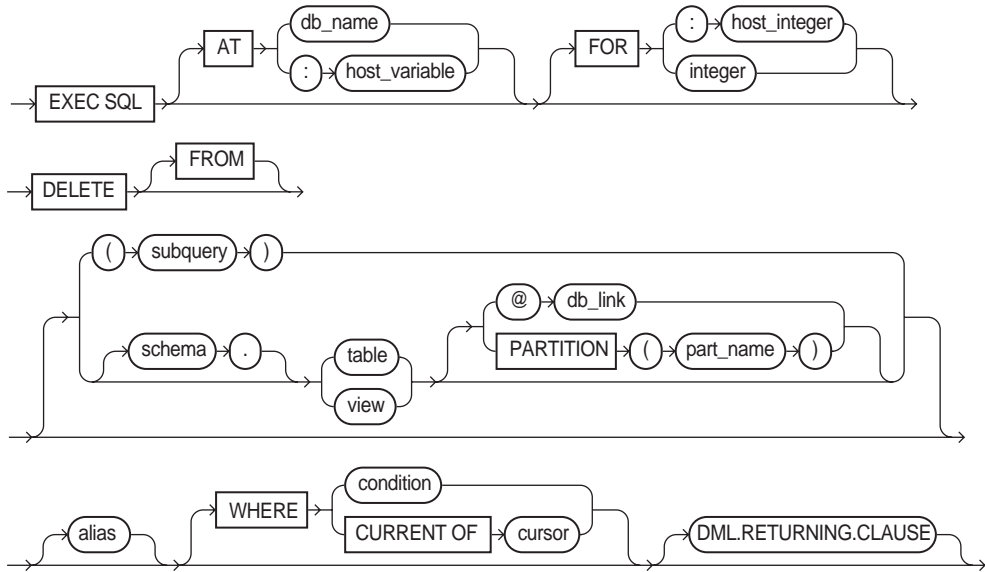 db_name
: host_integer
AT
FOR
: host_variable
integer
EXEC SQL
FROM
DELETE
( subquery )
@ db_link
schema . table
PARTITION ( part_name )
view
condition
alias
WHERE
CURRENT OF cursor
DML.RETURNING.CLAUSE